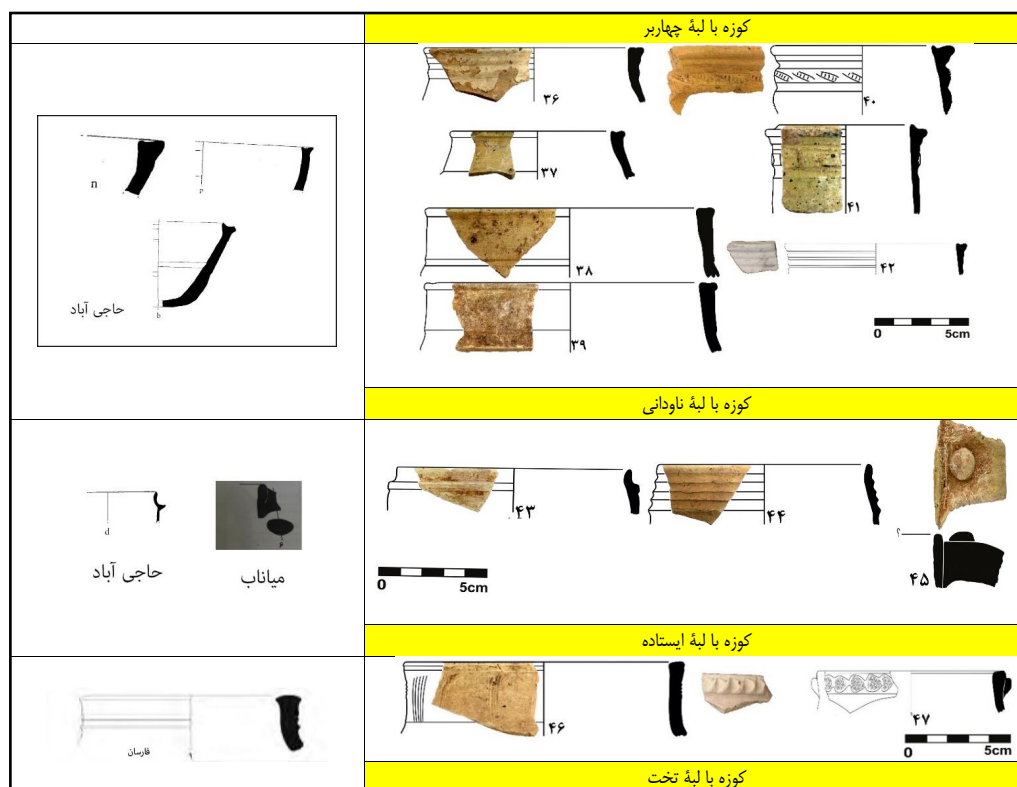 کوزه با لبهٔ چهاربر
۳۶
۴۰
۳۷
۴۱
۳۸
۴۲
۳۹
0 5cm
n
p
b
حاجی آباد
کوزه با لبهٔ ناودانی
۴۳
۴۴
؟
۴۵
0 5cm
d
حاجی آباد
میاناب
کوزه با لبهٔ ایستاده
۴۶
۴۷
0 5cm
فارسان
کوزه با لبهٔ تخت